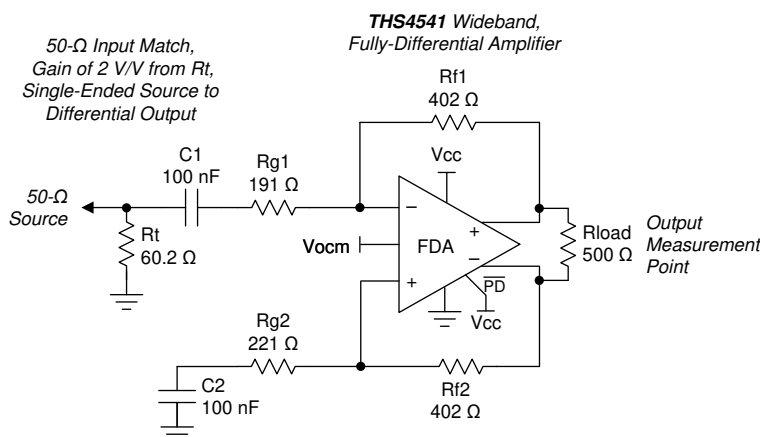 THS4541 Wideband,
Fully-Differential Amplifier
50-Ω Input Match,
Gain of 2 V/V from Rt,
Single-Ended Source to
Differential Output
Rf1
402 Ω
C1
100 nF
Rg1
191 Ω
Vcc
50-Ω
Source
Rt
60.2 Ω
Vocm
−
+
FDA
+
−
PD
Vcc
Rload
500 Ω
Output
Measurement
Point
Rg2
221 Ω
C2
100 nF
Rf2
402 Ω